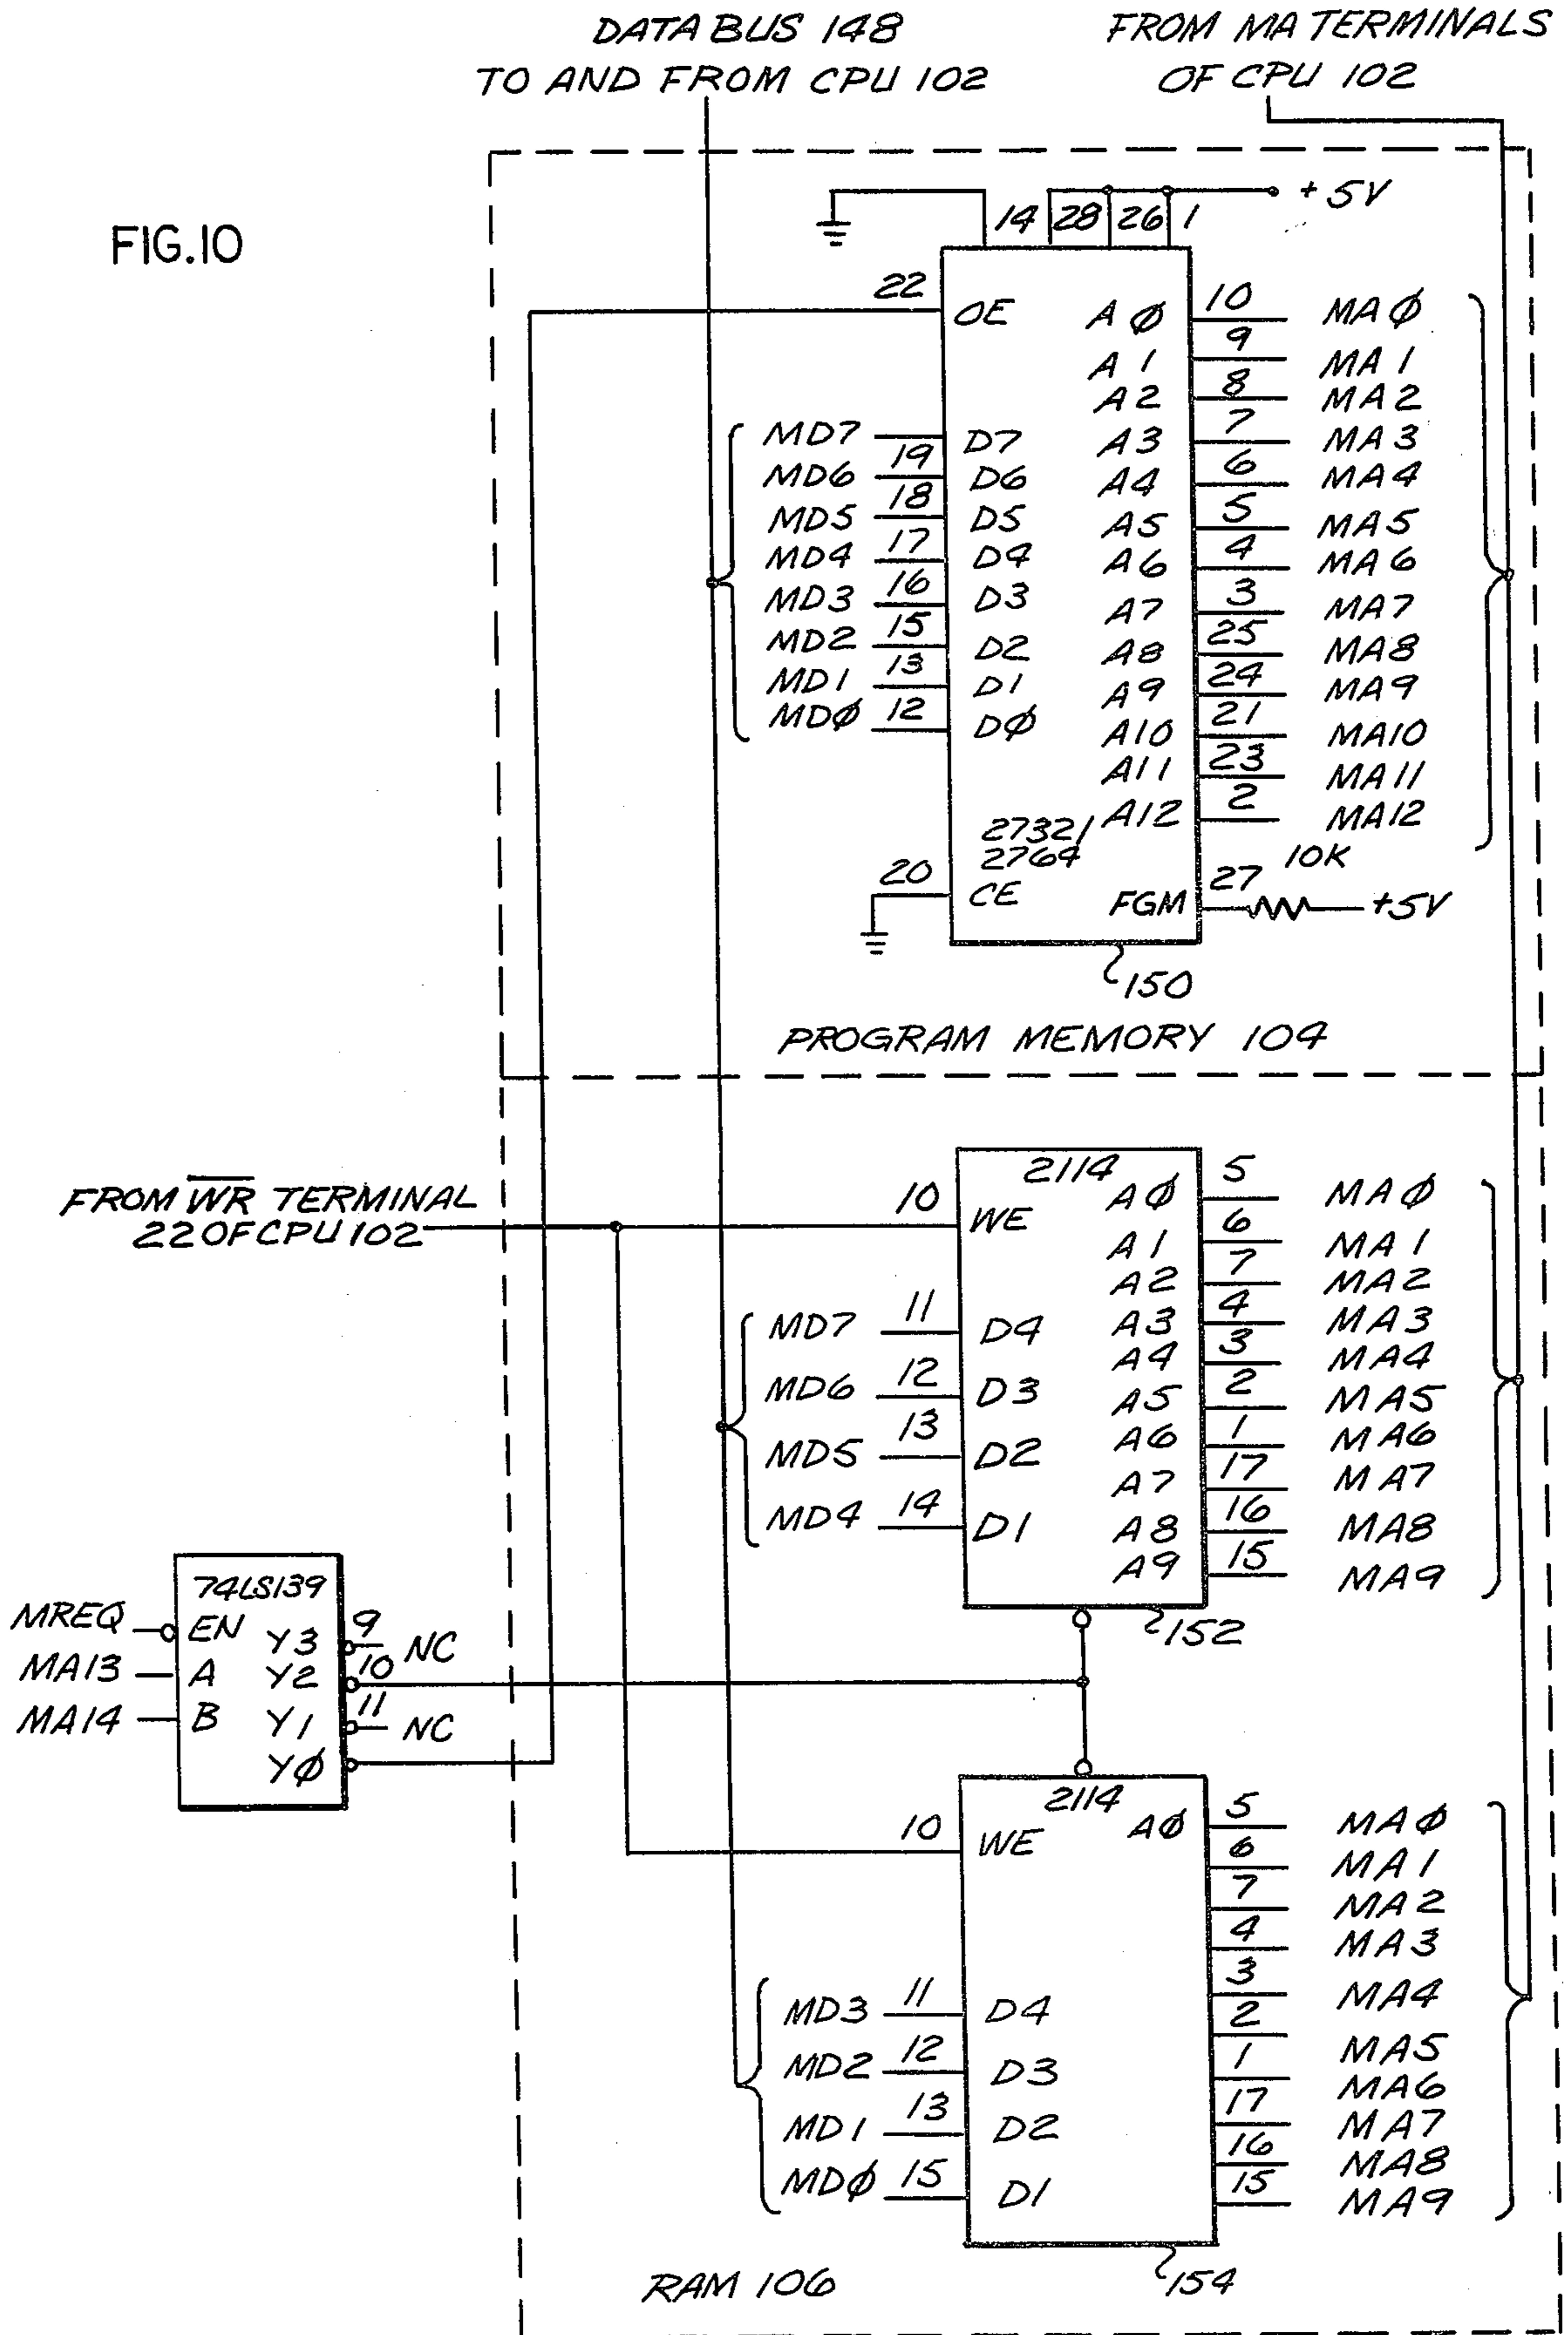 DATA BUS 148
TO AND FROM CPU 102
FROM MA TERMINALS
OF CPU 102
FIG. 10
14 28 26 1 +5V
22 OE
A0 10 MA0
A1 9 MA1
A2 8 MA2
MD7 D7 A3 7 MA3
MD6 19 D6 A4 6 MA4
MD5 18 D5 A5 5 MA5
MD4 17 D4 A6 4 MA6
MD3 16 D3 A7 3 MA7
MD2 15 D2 A8 25 MA8
MD1 13 D1 A9 24 MA9
MDØ 12 DØ A10 21 MA10
A11 23 MA11
A12 2 MA12
2732/
2764
20 CE FGM 27 10K +5V
150
PROGRAM MEMORY 104
FROM W̅R̅ TERMINAL
22 OF CPU 102
2114
10 WE AØ 5 MAØ
A1 6 MA1
A2 7 MA2
MD7 11 D4 A3 4 MA3
A4 3 MA4
MD6 12 D3 A5 2 MA5
A6 1 MA6
MD5 13 D2 A7 17 MA7
MD4 14 D1 A8 16 MA8
A9 15 MA9
152
74LS139
MREQ EN Y3 9 NC
MA13 A Y2 10
MA14 B Y1 11 NC
YØ
2114
10 WE AØ 5 MAØ
6 MA1
7 MA2
4 MA3
MD3 11 D4 3 MA4
2 MA5
MD2 12 D3 1 MA6
MD1 13 D2 17 MA7
16 MA8
MDØ 15 D1 15 MA9
RAM 106
154